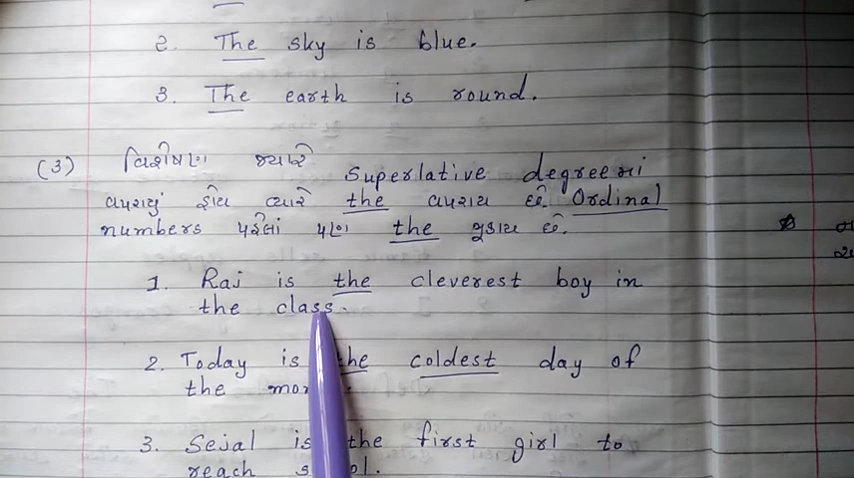 2. The sky is blue.
3. The earth is round.
(3) વિશેષણ જ્યારે Superlative degreeમાં
વપરાયું હોય ત્યારે the વપરાય છે. Ordinal
numbers પહેલાં પણ the મુકાય છે.
1. Raj is the cleverest boy in
the class.
2. Today is the coldest day of
the
3. Sejal is the first girl to
reach